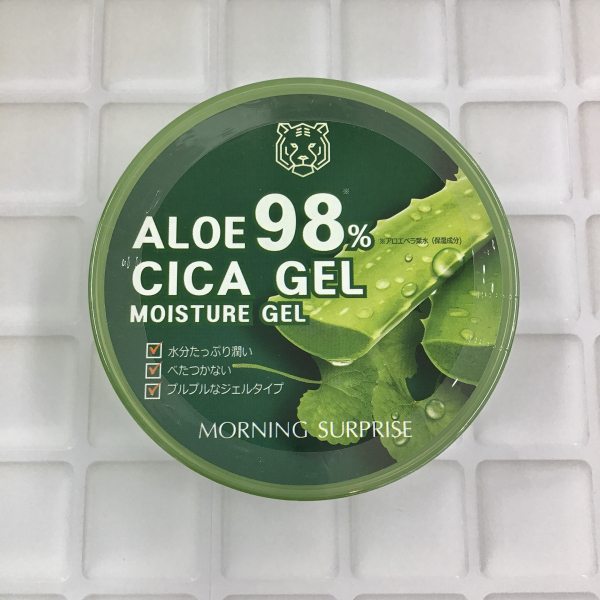 ALOE 98※%
※アロエベラ葉水（保湿成分）
CICA GEL
MOISTURE GEL
水分たっぷり潤い
べたつかない
プルプルなジェルタイプ
MORNING SURPRISE